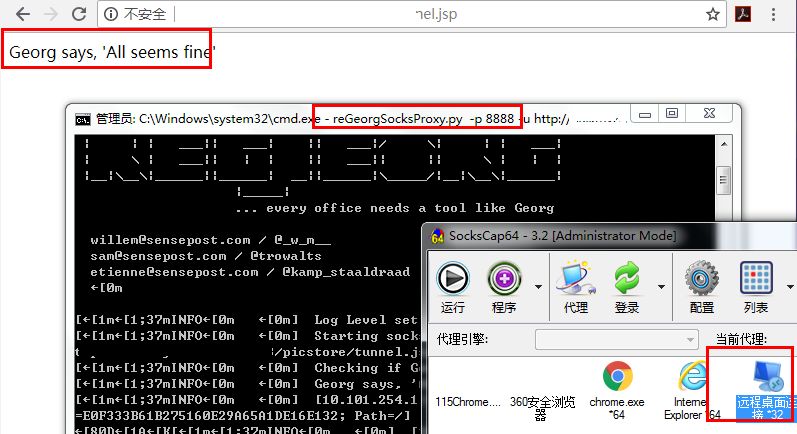 不安全
nel.jsp
Georg says, 'All seems fine'
管理员: C:\Windows\system32\cmd.exe - reGeorgSocksProxy.py -p 8888 -u http://
... every office needs a tool like Georg
willem@sensepost.com / @_w_m__
sam@sensepost.com / @trowalts
etienne@sensepost.com / @kamp_staaldraad
←[0m
[←[1m←[1;37mINFO←[0m ←[0m] Log Level set
[←[1m←[1;37mINFO←[0m ←[0m] Starting socks
/picstore/tunnel.j
[←[1m←[1;37mINFO←[0m ←[0m] Checking if Ge
[←[1m←[1;37mINFO←[0m ←[0m] Georg says, '
[←[1m←[1;37mINFO←[0m ←[0m] [10.101.254.1
=E0F333B61B275160E29A65A1DE16E132; Path=/]
SocksCap64 - 3.2 [Administrator Mode]
运行
程序
代理
登录
配置
列表
代理引擎:
当前代理:
115Chrome....
360安全浏览器
chrome.exe *64
Internet Explorer *64
远程桌面连接 *32